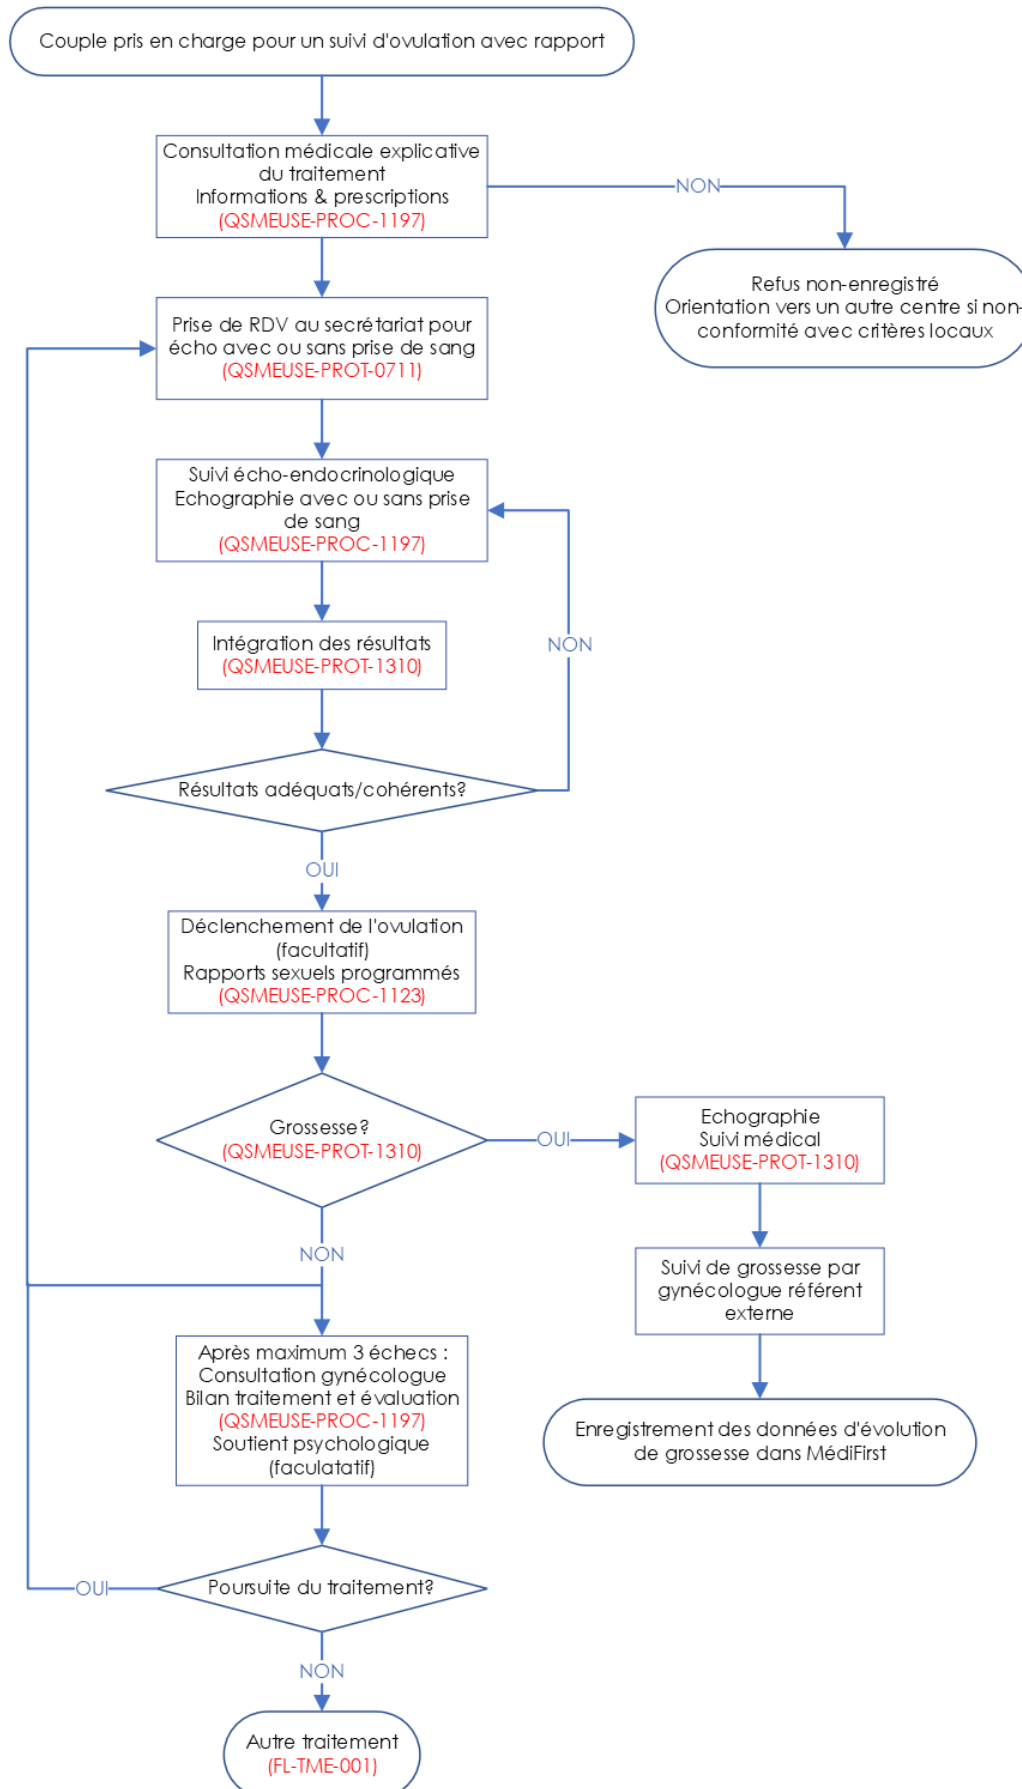 Couple pris en charge pour un suivi d'ovulation avec rapport
Consultation médicale explicative
du traitement
Informations & prescriptions
(QSMEUSE-PROC-1197)
NON
Refus non-enregistré
Orientation vers un autre centre si non-
conformité avec critères locaux
Prise de RDV au secrétariat pour
écho avec ou sans prise de sang
(QSMEUSE-PROT-0711)
Suivi écho-endocrinologique
Echographie avec ou sans prise
de sang
(QSMEUSE-PROC-1197)
Intégration des résultats
(QSMEUSE-PROT-1310)
NON
Résultats adéquats/cohérents?
OUI
Déclenchement de l'ovulation
(facultatif)
Rapports sexuels programmés
(QSMEUSE-PROC-1123)
Grossesse?
(QSMEUSE-PROT-1310)
OUI
Echographie
Suivi médical
(QSMEUSE-PROT-1310)
NON
Suivi de grossesse par
gynécologue référent
externe
Après maximum 3 échecs :
Consultation gynécologue
Bilan traitement et évaluation
(QSMEUSE-PROC-1197)
Soutient psychologique
(faculatatif)
Enregistrement des données d'évolution
de grossesse dans MédiFirst
OUI
Poursuite du traitement?
NON
Autre traitement
(FL-TME-001)